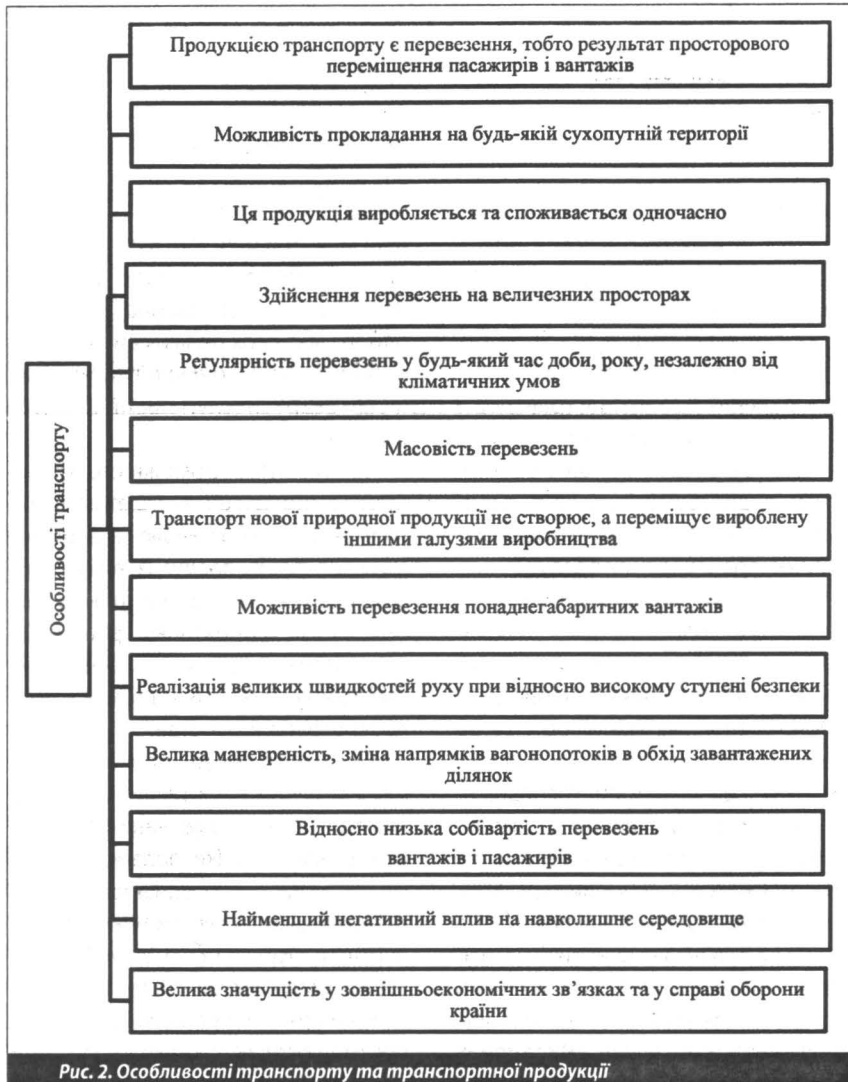 Продукцією транспорту є перевезення, тобто результат просторового
переміщення пасажирів і вантажів
Можливість прокладання на будь-якій сухопутній території
Ця продукція виробляється та споживається одночасно
Здійснення перевезень на величезних просторах
Регулярність перевезень у будь-який час доби, року, незалежно від
кліматичних умов
Особливості транспорту
Масовість перевезень
Транспорт нової природної продукції не створює, а переміщує вироблену
іншими галузями виробництва
Можливість перевезення понаднегабаритних вантажів
Реалізація великих швидкостей руху при відносно високому ступені безпеки
Велика маневреність, зміна напрямків вагонопотоків в обхід завантажених
ділянок
Відносно низька собівартість перевезень
вантажів і пасажирів
Найменший негативний вплив на навколишнє середовище
Велика значущість у зовнішньоекономічних зв’язках та у справі оборони
країни
Рис. 2. Особливості транспорту та транспортної продукції